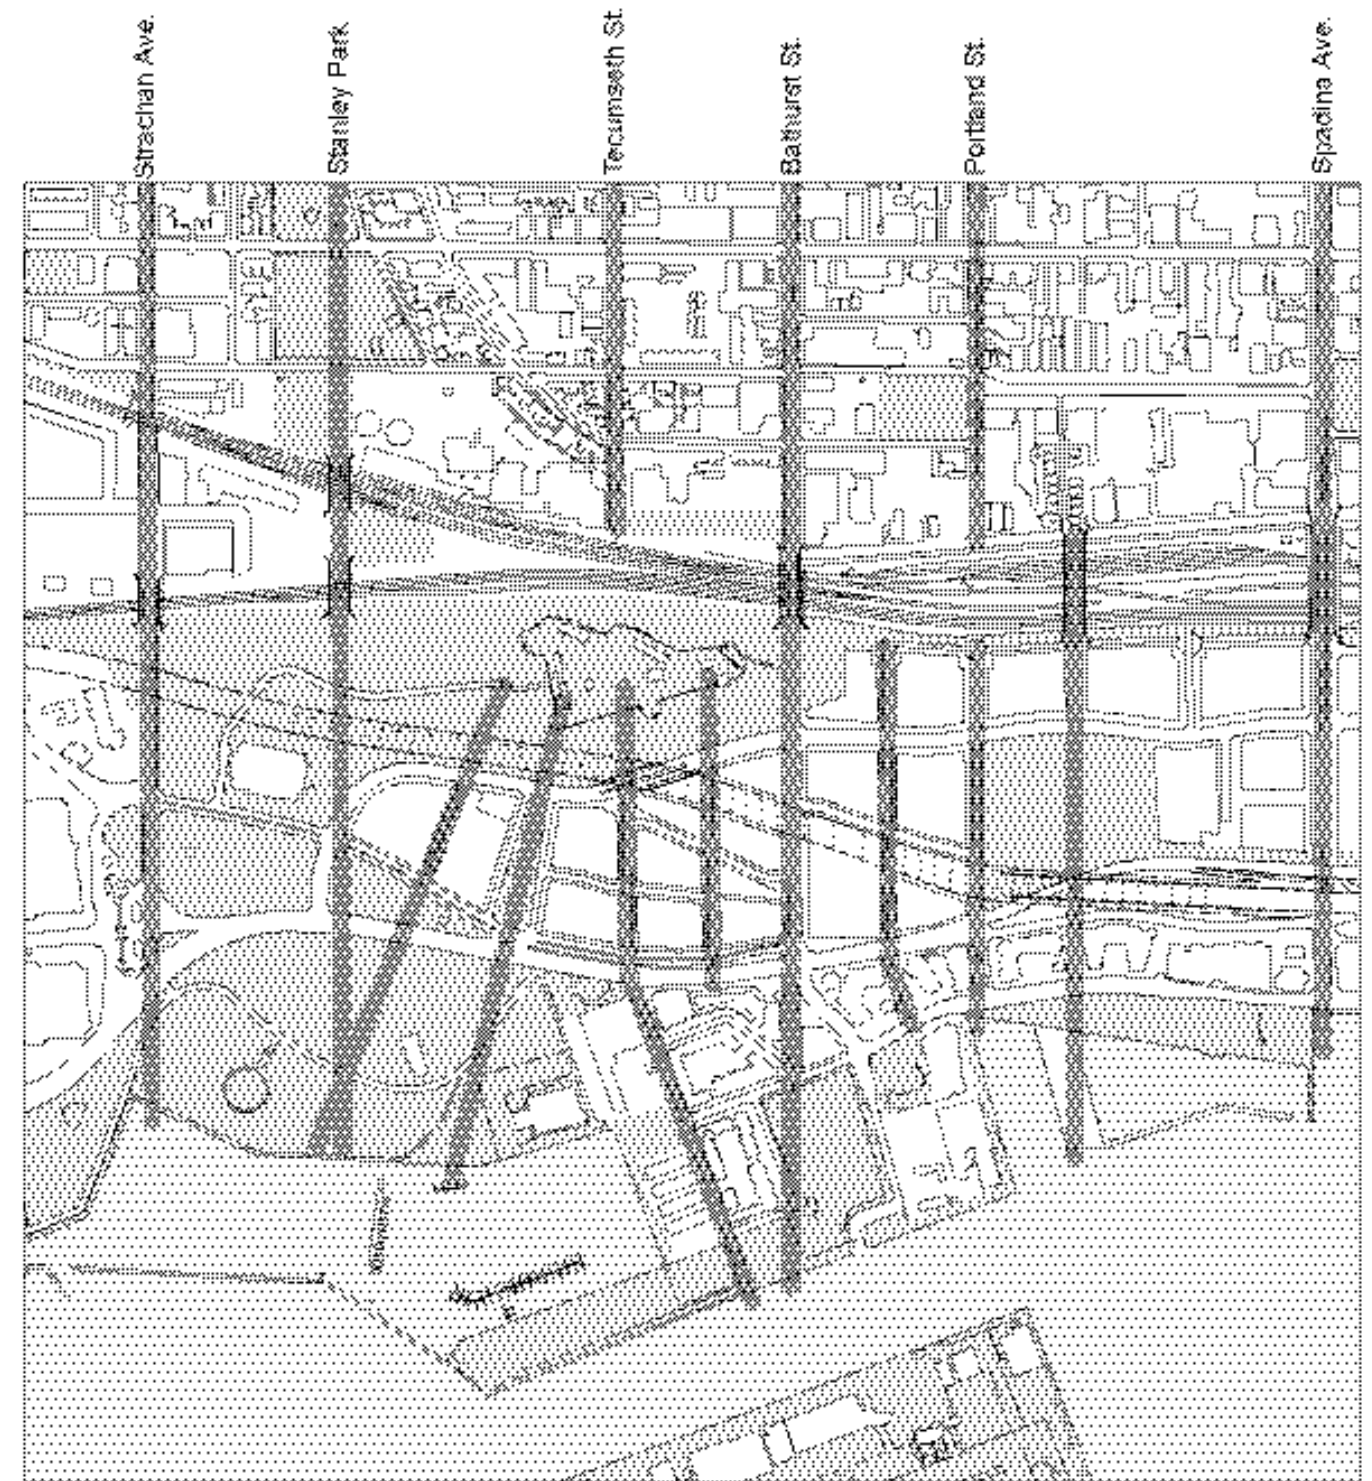 Strachan Ave.
Stanley Park
Tecumseth St.
Bathurst St.
Portland St.
Spadina Ave.